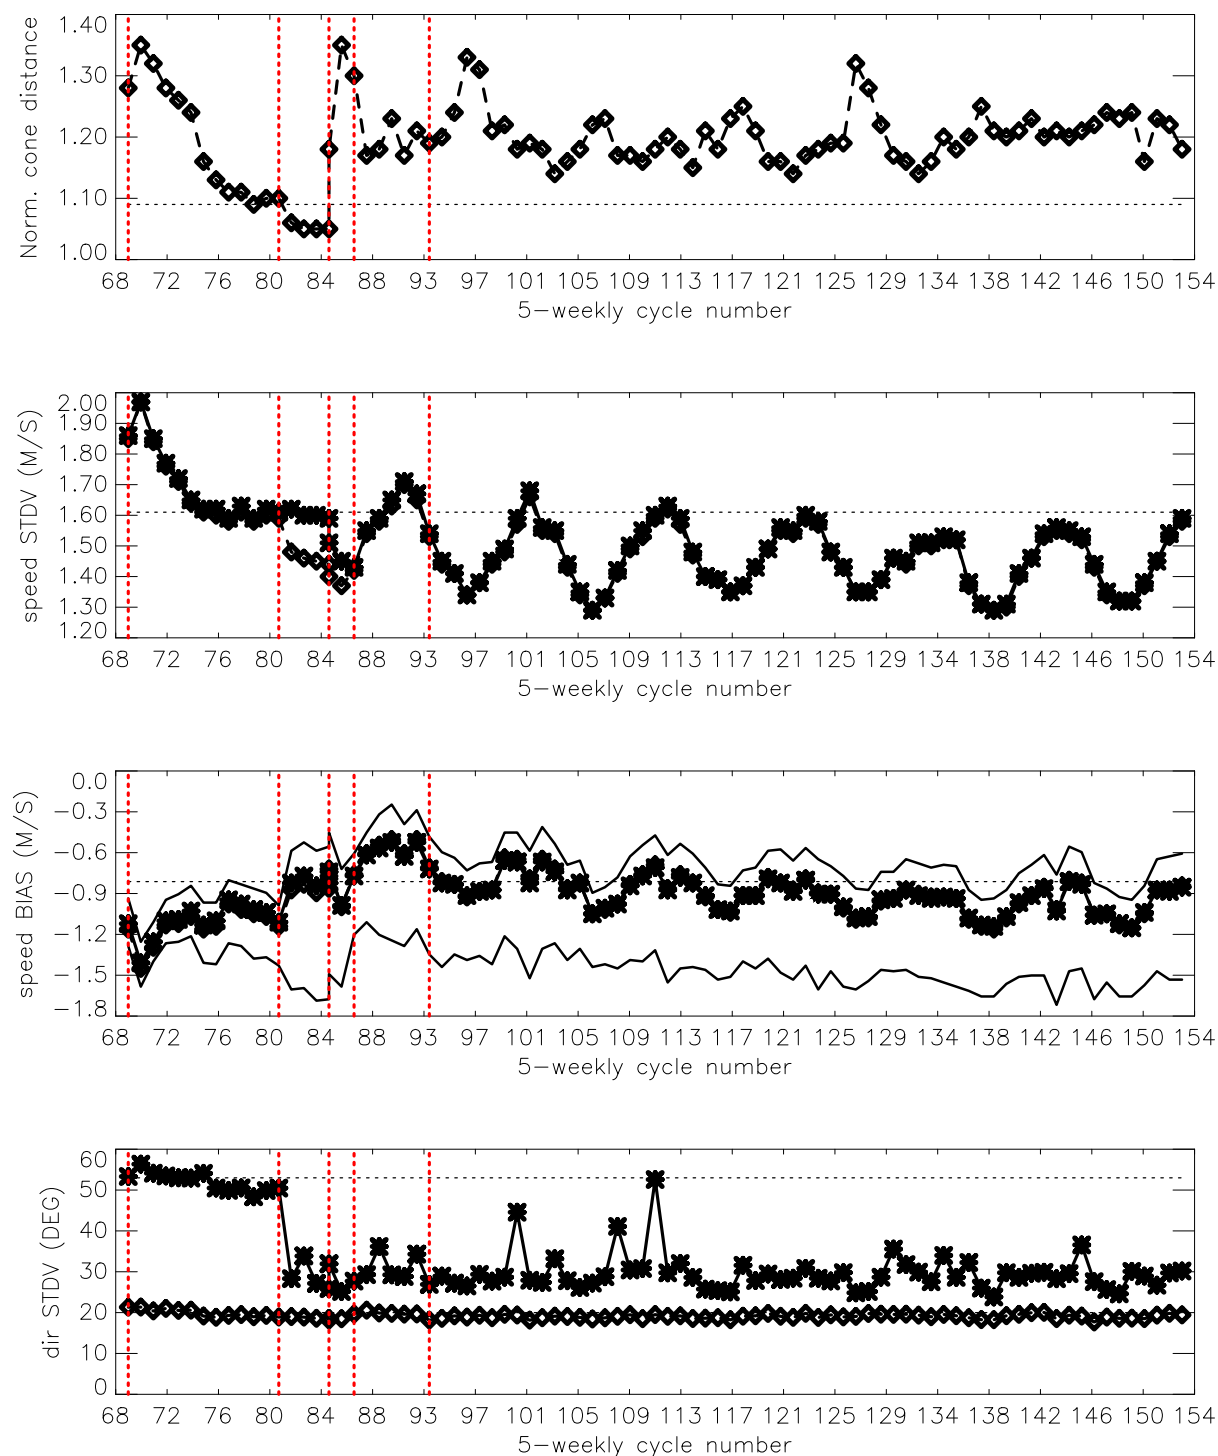 1.40
1.30
1.20
1.10
1.00
Norm. cone distance
68 72 76 80 84 88 93 97 101 105 109 113 117 121 125 129 134 138 142 146 150 154
5-weekly cycle number
2.00
1.90
1.80
1.70
1.60
1.50
1.40
1.30
1.20
speed STDV (M/S)
68 72 76 80 84 88 93 97 101 105 109 113 117 121 125 129 134 138 142 146 150 154
5-weekly cycle number
0.0
-0.3
-0.6
-0.9
-1.2
-1.5
-1.8
speed BIAS (M/S)
68 72 76 80 84 88 93 97 101 105 109 113 117 121 125 129 134 138 142 146 150 154
5-weekly cycle number
60
50
40
30
20
10
0
dir STDV (DEG)
68 72 76 80 84 88 93 97 101 105 109 113 117 121 125 129 134 138 142 146 150 154
5-weekly cycle number